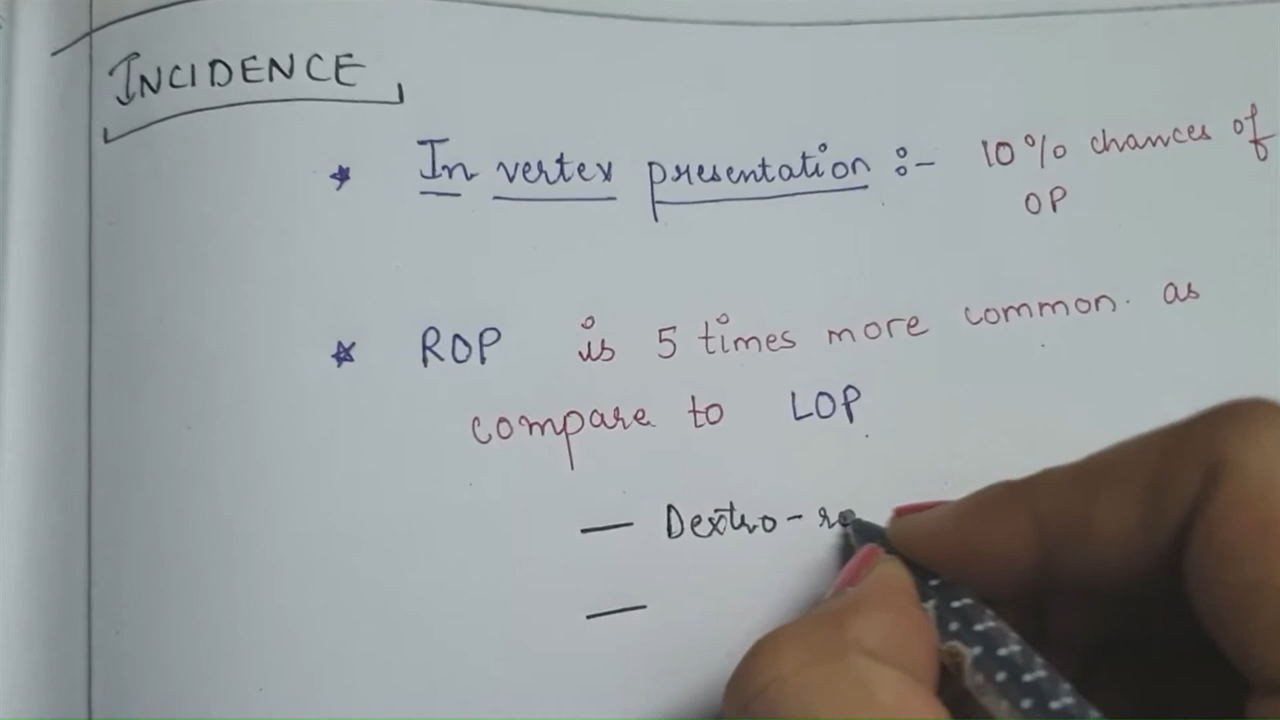 INCIDENCE
* In vertex presentation :- 10% chances of
OP
* ROP is 5 times more common. as
compare to LOP
— Dextro-ro
—